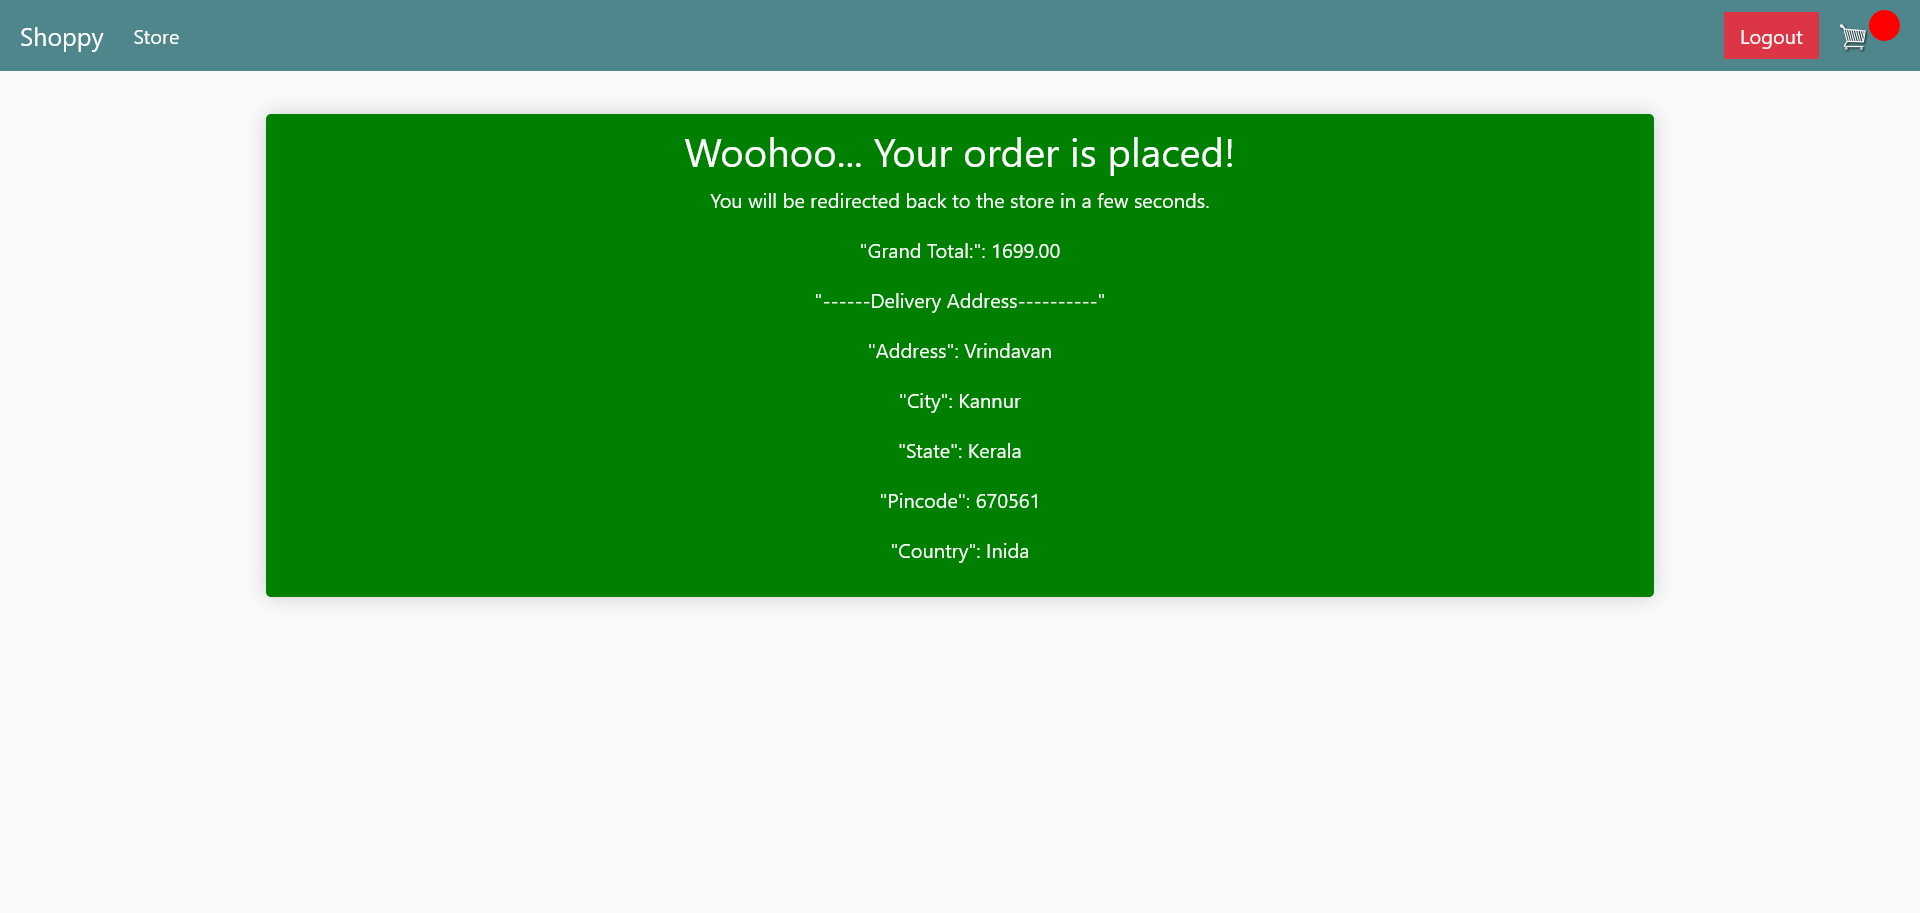 Shoppy Store Logout
Woohoo... Your order is placed!
You will be redirected back to the store in a few seconds.
"Grand Total:": 1699.00
"------Delivery Address----------"
"Address": Vrindavan
"City": Kannur
"State": Kerala
"Pincode": 670561
"Country": Inida